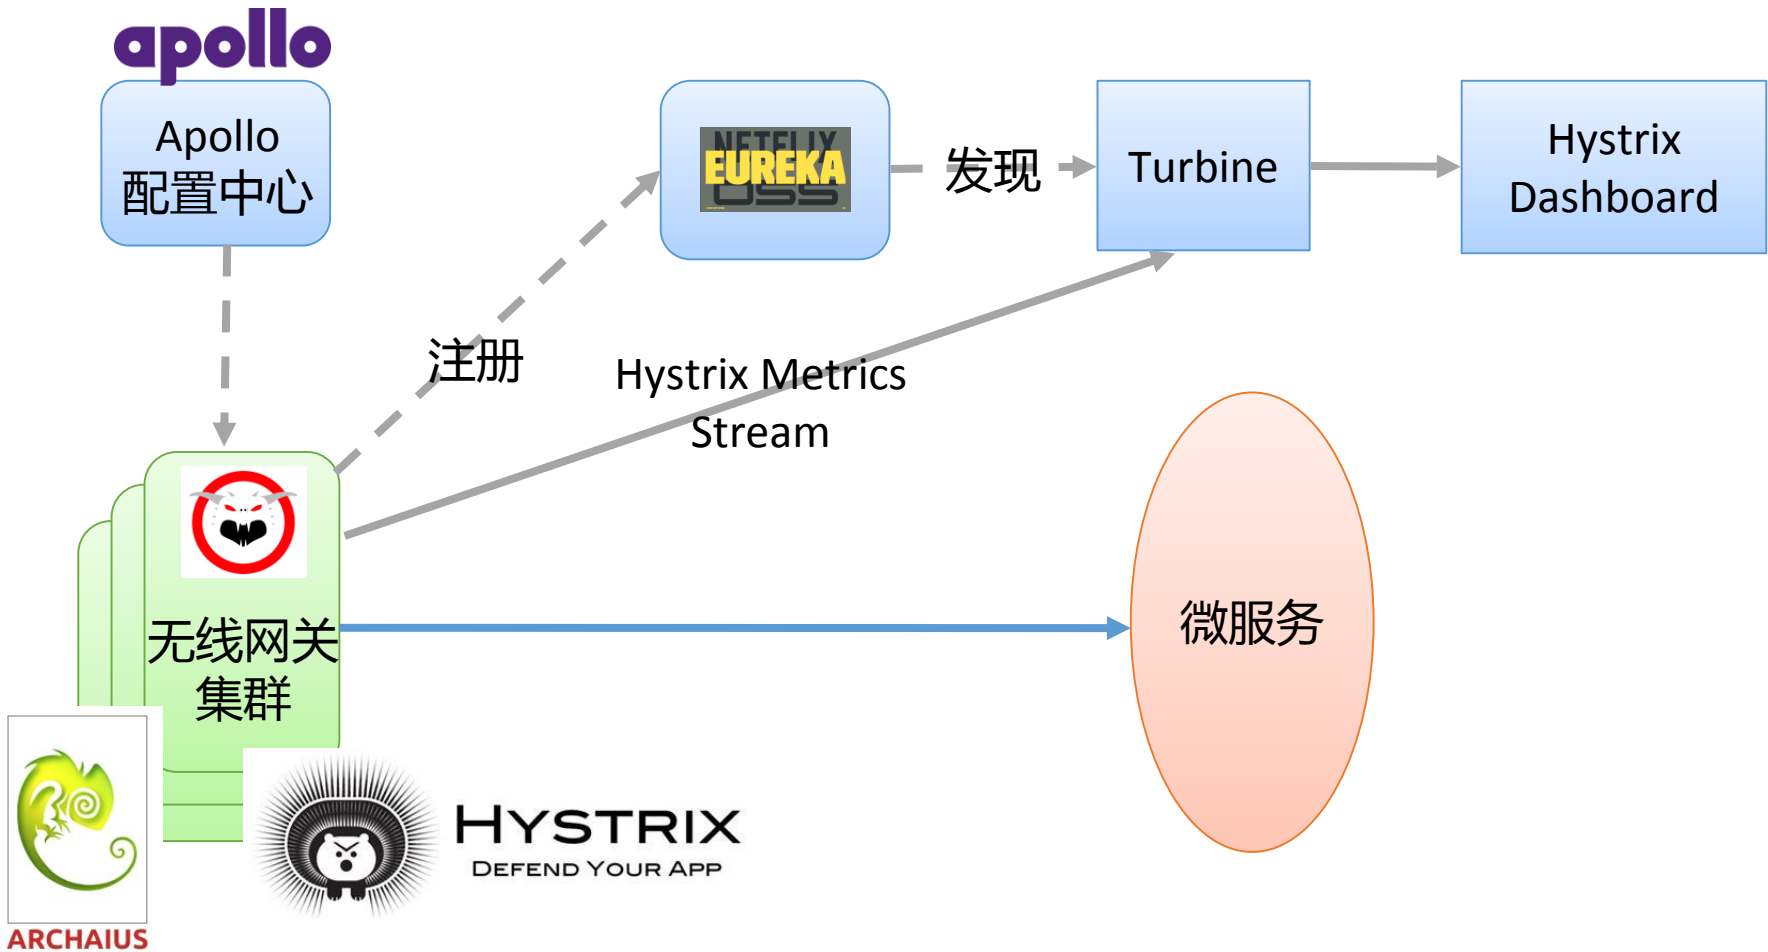 apollo
Apollo
配置中心
NETFLIX
EUREKA
OSS
发现
Turbine
Hystrix
Dashboard
注册
Hystrix Metrics
Stream
无线网关
集群
微服务
HYSTRIX
DEFEND YOUR APP
ARCHAIUS